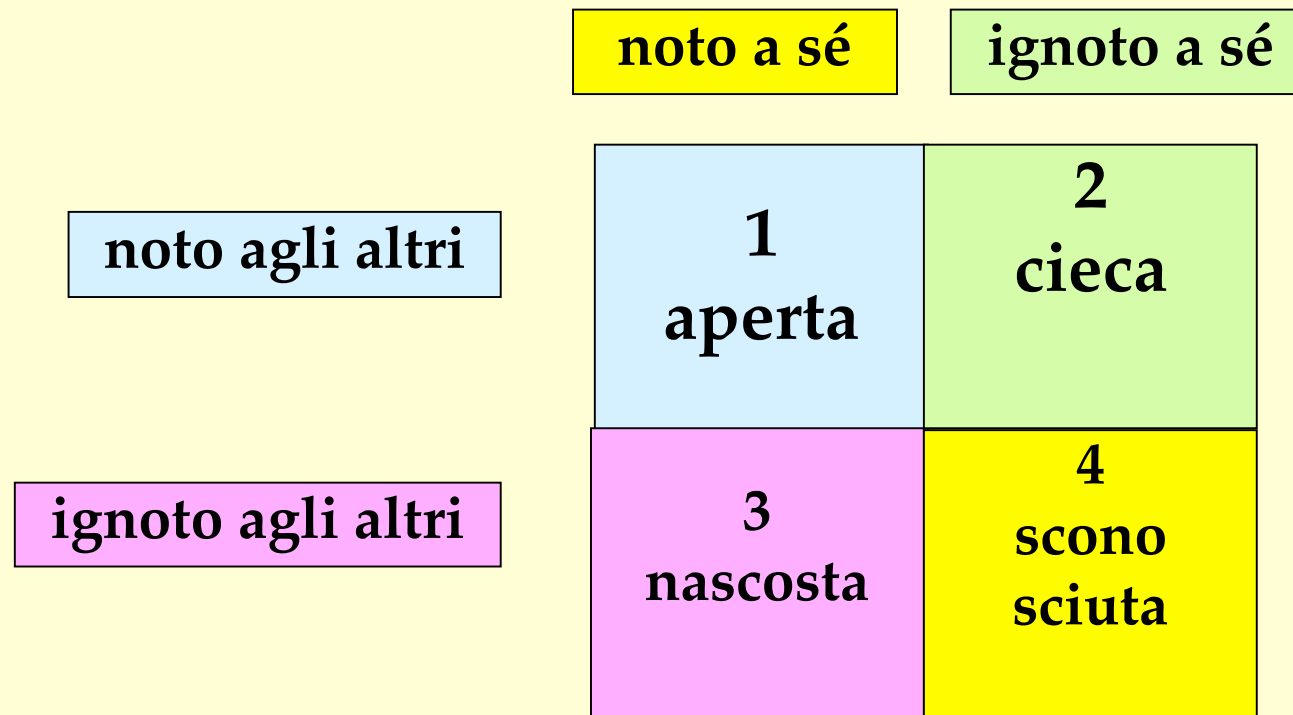 noto a sé
ignoto a sé
noto agli altri
1
aperta
2
cieca
ignoto agli altri
3
nascosta
4
scono
sciuta